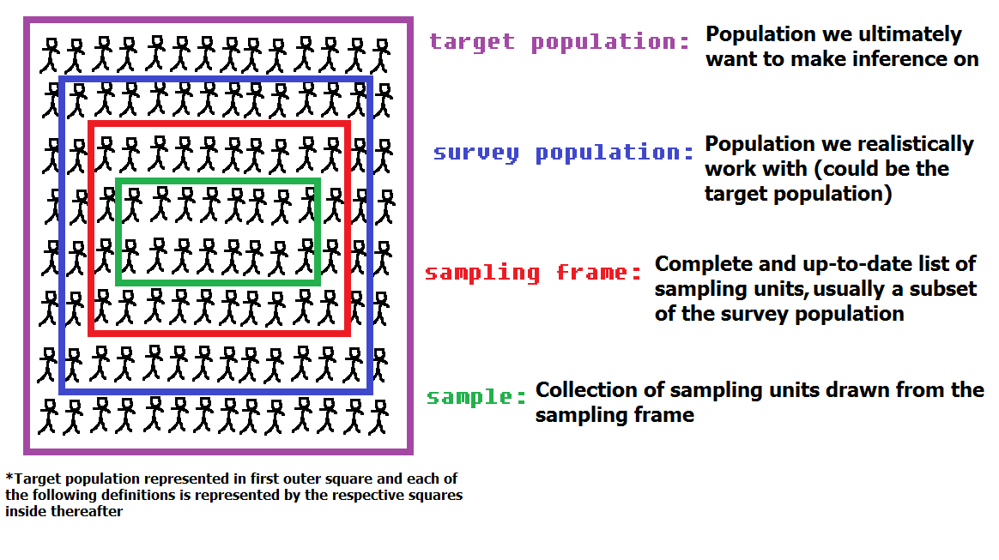 target population: Population we ultimately
want to make inference on
survey population: Population we realistically
work with (could be the
target population)
sampling frame: Complete and up-to-date list of
sampling units, usually a subset
of the survey population
sample: Collection of sampling units drawn from the
sampling frame
*Target population represented in first outer square and each of
the following definitions is represented by the respective squares
inside thereafter